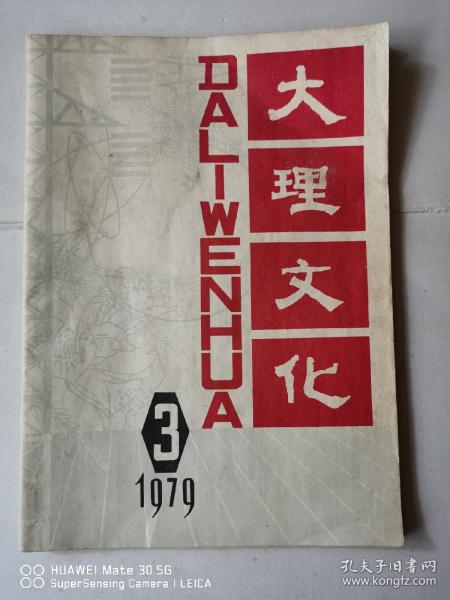 大理文化
DALIWENHUA
3
1979
HUAWEI Mate 30 5G
SuperSensing Camera | LEICA
孔夫子旧书网
www.kongfz.com